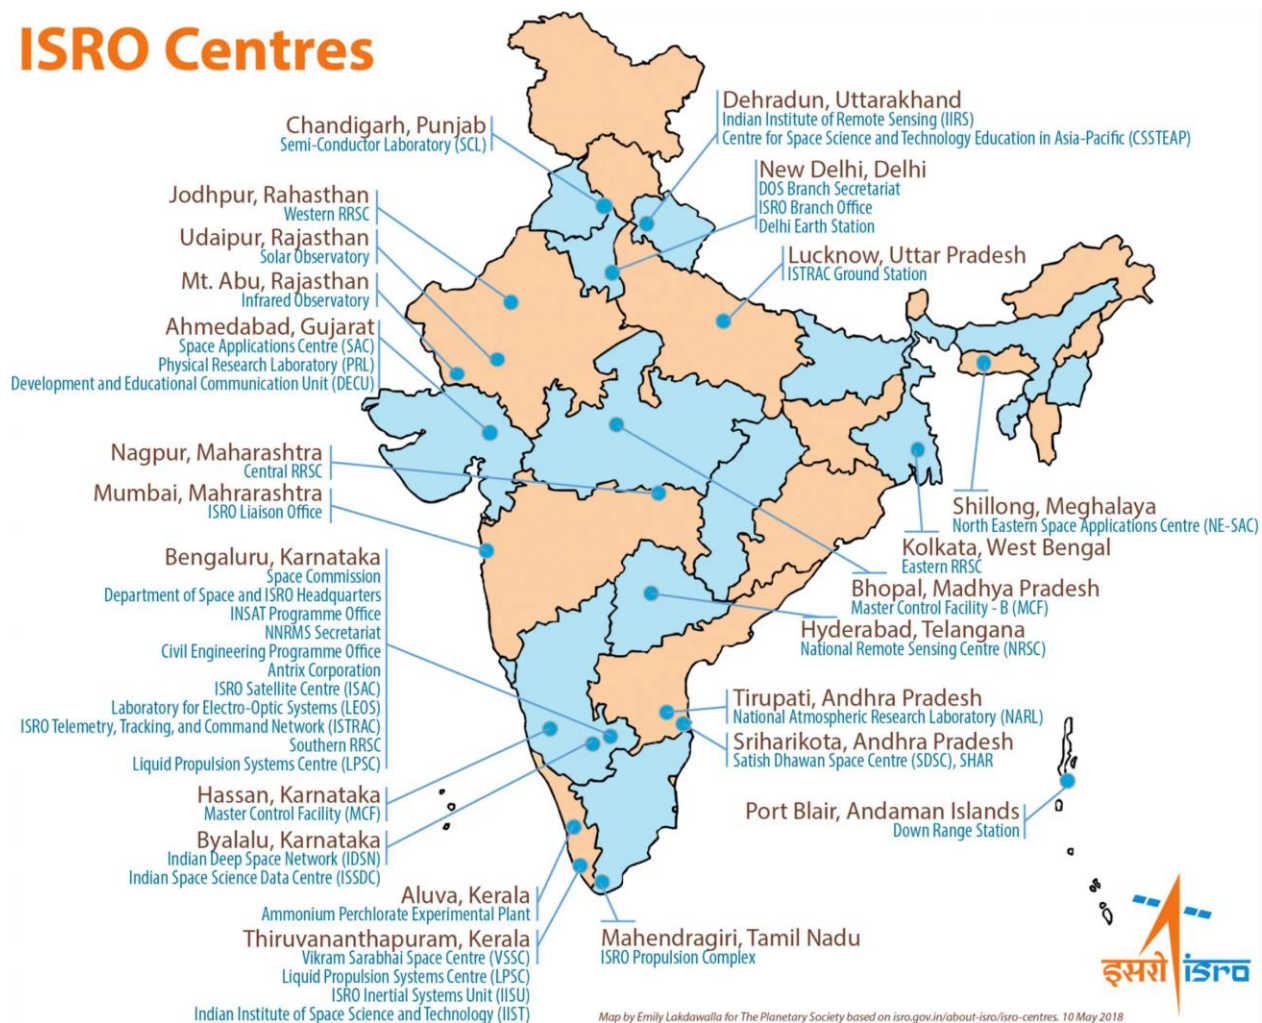 ISRO Centres
Chandigarh, Punjab
Semi-Conductor Laboratory (SCL)
Dehradun, Uttarakhand
Indian Institute of Remote Sensing (IIRS)
Centre for Space Science and Technology Education in Asia-Pacific (CSSTEAP)
New Delhi, Delhi
DOS Branch Secretariat
ISRO Branch Office
Delhi Earth Station
Jodhpur, Rahasthan
Western RRSC
Udaipur, Rajasthan
Solar Observatory
Lucknow, Uttar Pradesh
ISTRAC Ground Station
Mt. Abu, Rajasthan
Infrared Observatory
Ahmedabad, Gujarat
Space Applications Centre (SAC)
Physical Research Laboratory (PRL)
Development and Educational Communication Unit (DECU)
Nagpur, Maharashtra
Central RRSC
Mumbai, Mahrarashtra
ISRO Liaison Office
Shillong, Meghalaya
North Eastern Space Applications Centre (NE-SAC)
Kolkata, West Bengal
Eastern RRSC
Bhopal, Madhya Pradesh
Master Control Facility - B (MCF)
Hyderabad, Telangana
National Remote Sensing Centre (NRSC)
Bengaluru, Karnataka
Space Commission
Department of Space and ISRO Headquarters
INSAT Programme Office
NNRMS Secretariat
Civil Engineering Programme Office
Antrix Corporation
ISRO Satellite Centre (ISAC)
Laboratory for Electro-Optic Systems (LEOS)
ISRO Telemetry, Tracking, and Command Network (ISTRAC)
Southern RRSC
Liquid Propulsion Systems Centre (LPSC)
Tirupati, Andhra Pradesh
National Atmospheric Research Laboratory (NARL)
Sriharikota, Andhra Pradesh
Satish Dhawan Space Centre (SDSC), SHAR
Hassan, Karnataka
Master Control Facility (MCF)
Port Blair, Andaman Islands
Down Range Station
Byalalu, Karnataka
Indian Deep Space Network (IDSN)
Indian Space Science Data Centre (ISSDC)
Aluva, Kerala
Ammonium Perchlorate Experimental Plant
Thiruvananthapuram, Kerala
Vikram Sarabhai Space Centre (VSSC)
Liquid Propulsion Systems Centre (LPSC)
ISRO Inertial Systems Unit (IISU)
Indian Institute of Space Science and Technology (IIST)
Mahendragiri, Tamil Nadu
ISRO Propulsion Complex
इसरो isro
Map by Emily Lakdawalla for The Planetary Society based on isro.gov.in/about-isro/isro-centres. 10 May 2018